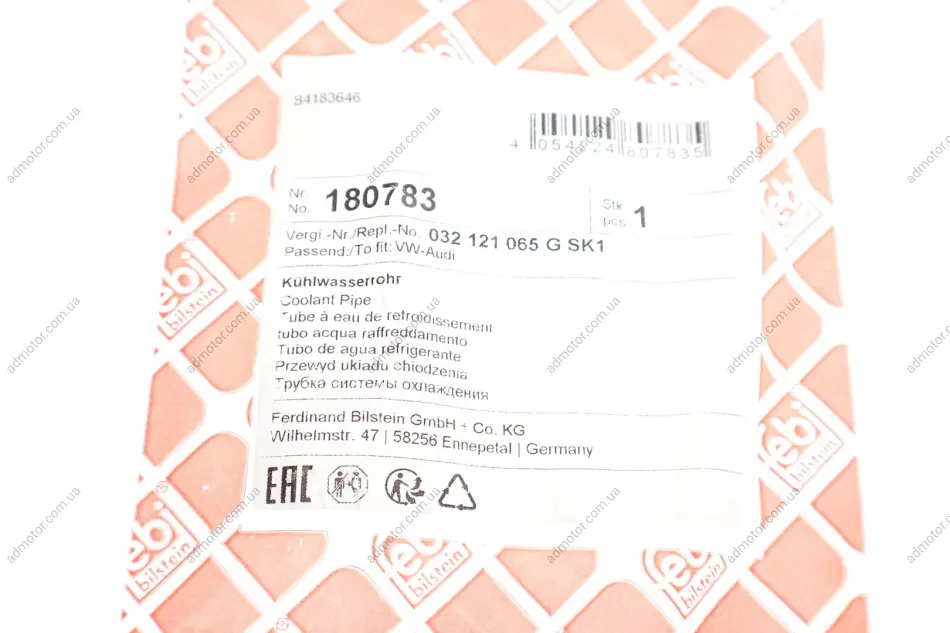 84183646
4 054224 807835
Nr.
No. 180783
Stk
pcs 1
Vergl.-Nr./Repl.-No. 032 121 065 G SK1
Passend:/To fit: VW-Audi
Kühlwasserrohr
Coolant Pipe
Tube à eau de refroidissement
tubo acqua raffreddamento
Tubo de agua refrigerante
Przewyd ukiadu chiodzenia
Трубка системы охлаждения
Ferdinand Bilstein GmbH + Co. KG
Wilhelmstr. 47 | 58256 Ennepetal | Germany
EAC
febi
bilstein
admotor.com.ua